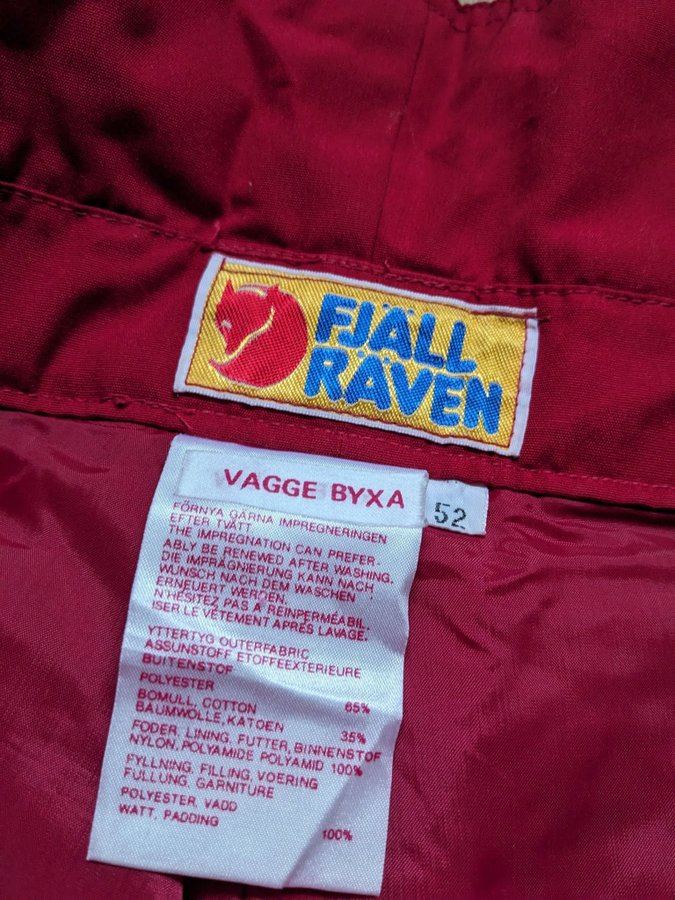 FJÄLL
RÄVEN
VAGGE BYXA
52
FÖRNYA GÄRNA IMPREGNERINGEN
EFTER TVÄTT
THE IMPREGNATION CAN PREFER-
ABLY BE RENEWED AFTER WASHING.
DIE IMPRÄGNIERUNG KANN NACH
WUNSCH NACH DEM WASCHEN
ERNEUERT WERDEN.
N'HÉSITEZ PAS A REINPERMÉABIL-
ISER LE VÊTEMENT APRÉS LAVAGE.
YTTERTYG OUTERFABRIC
ASSUNSTOFF ETOFFEEXTERIEURE
BUITENSTOF
POLYESTER 65%
BOMULL, COTTON
BAUMWOLLE, KATOEN 35%
FODER, LINING, FUTTER, BINNENSTOF
NYLON, POLYAMIDE POLYAMID 100%
FYLLNING, FILLING, VOERING
FULLUNG, GARNITURE
POLYESTER, VADD
WATT, PADDING 100%